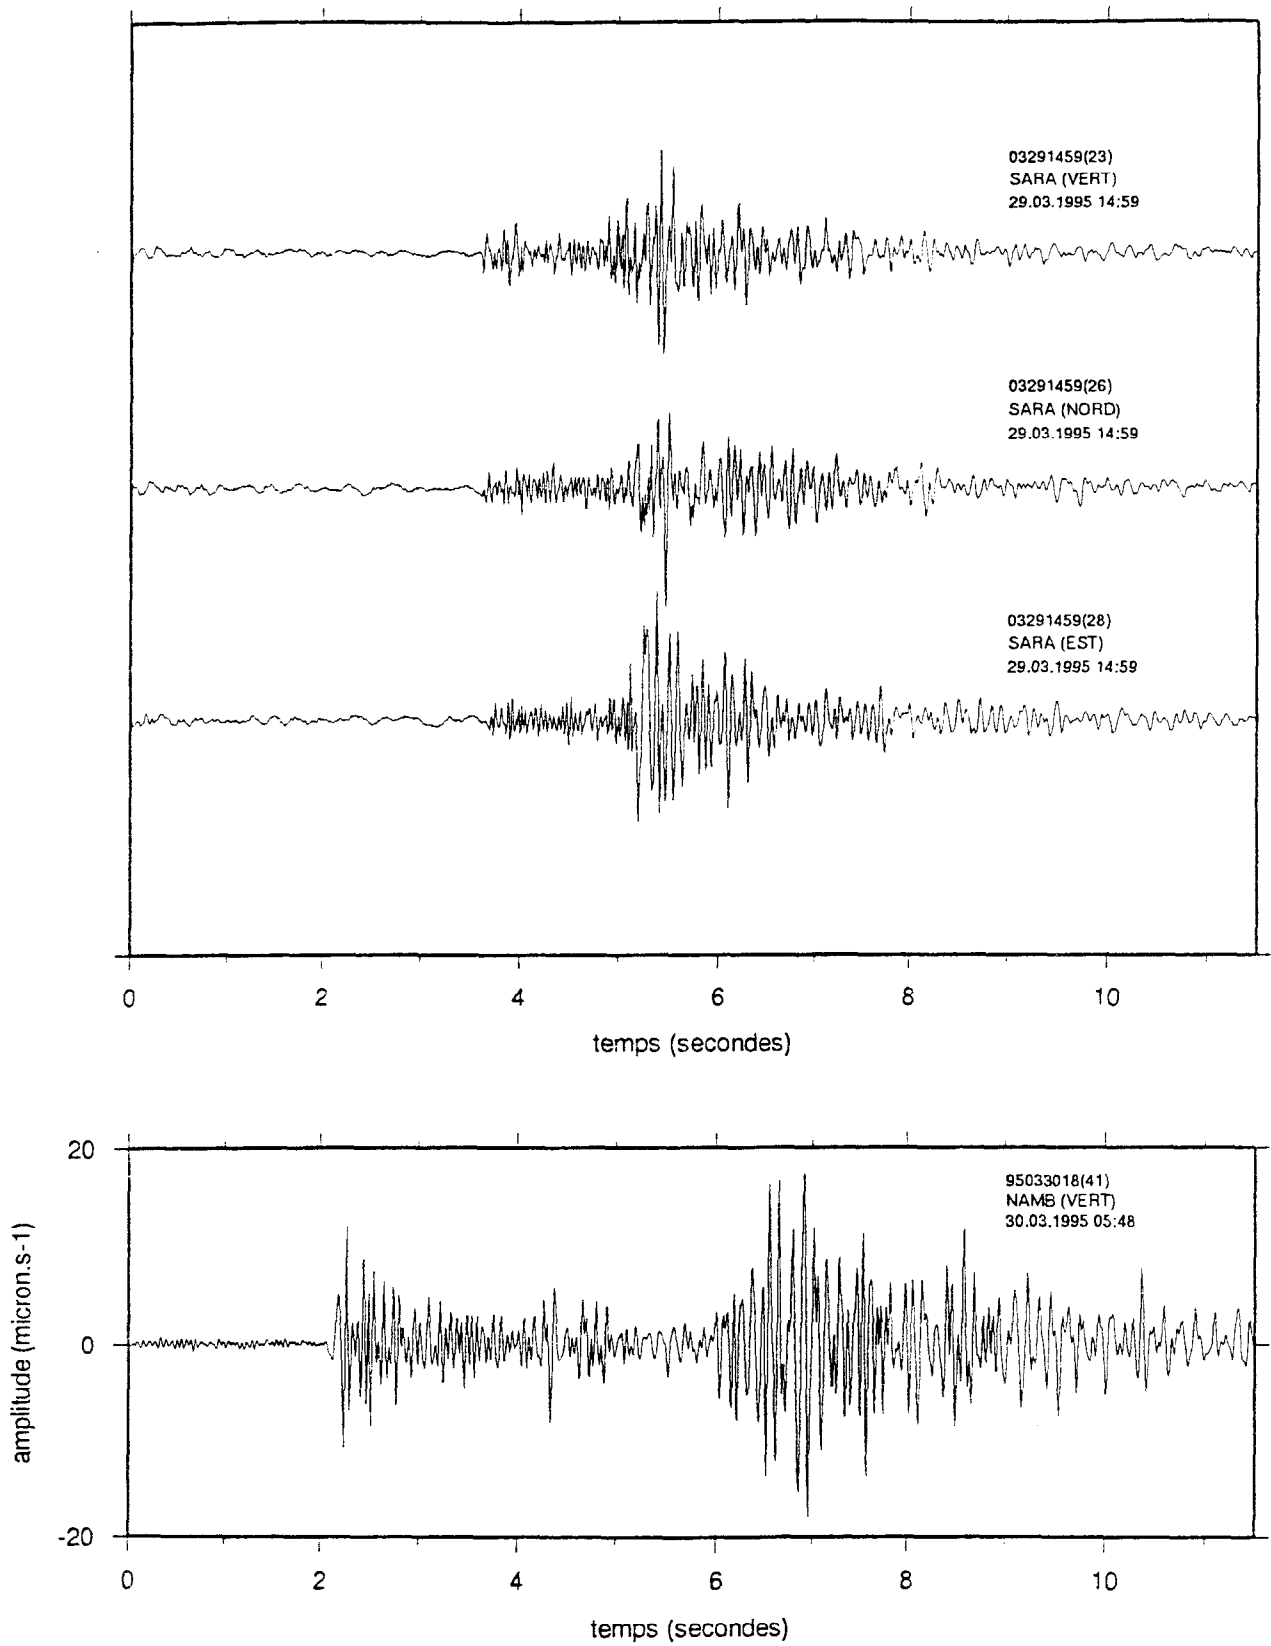 03291459(23)
SARA (VERT)
29.03.1995 14:59
03291459(26)
SARA (NORD)
29.03.1995 14:59
03291459(28)
SARA (EST)
29.03.1995 14:59
0 2 4 6 8 10
temps (secondes)
20
0
-20
amplitude (micron.s-1)
95033018(41)
NAMB (VERT)
30.03.1995 05:48
0 2 4 6 8 10
temps (secondes)